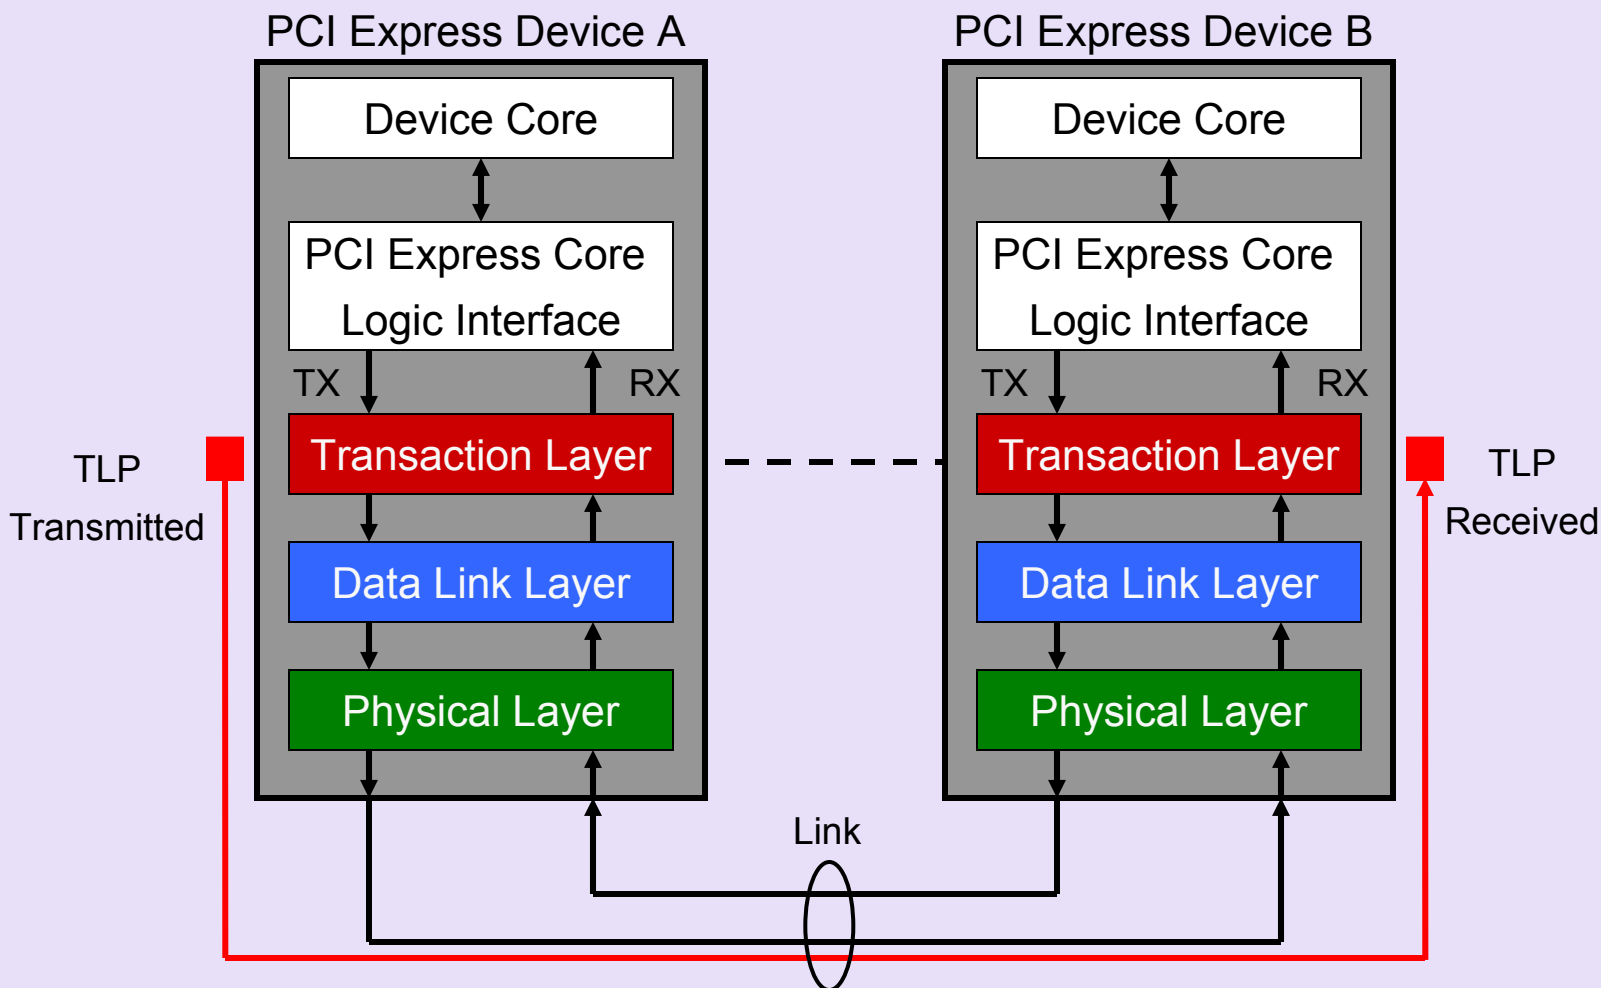 PCI Express Device A
PCI Express Device B
Device Core
Device Core
PCI Express Core
Logic Interface
PCI Express Core
Logic Interface
TX
RX
TX
RX
TLP
Transmitted
Transaction Layer
Transaction Layer
TLP
Received
Data Link Layer
Data Link Layer
Physical Layer
Physical Layer
Link